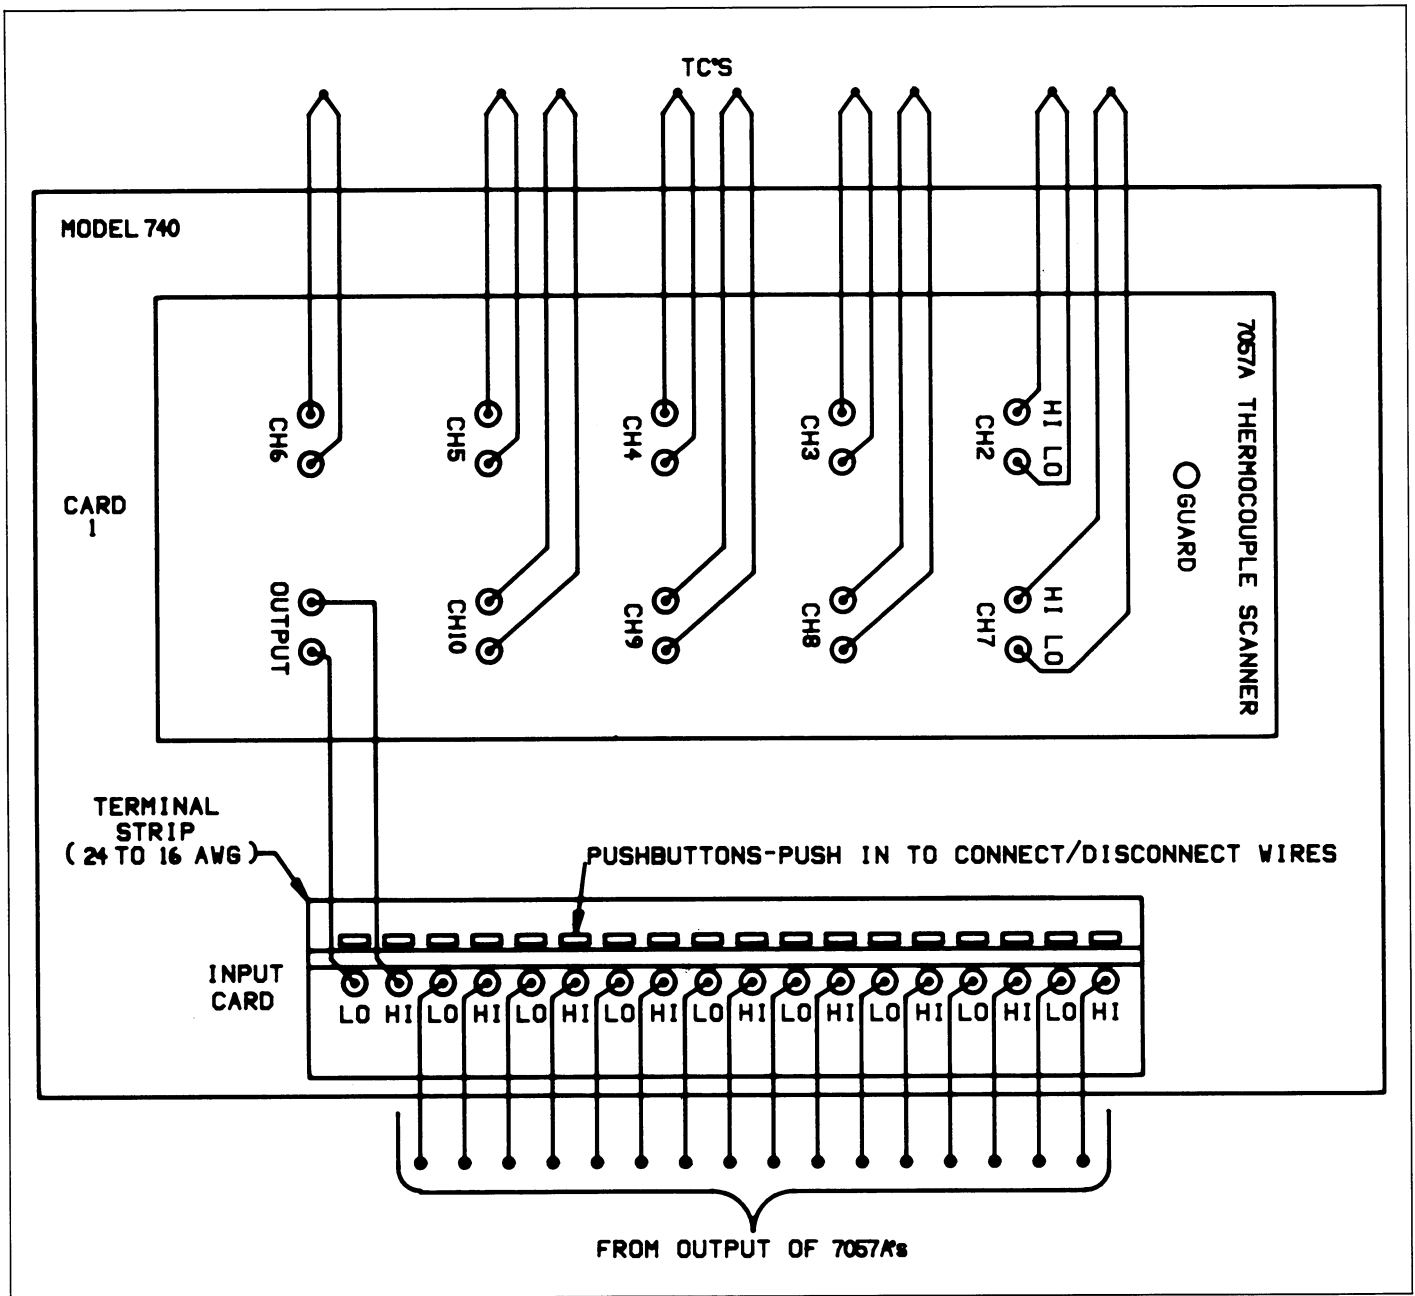 TC'S
MODEL 740
7057A THERMOCOUPLE SCANNER
CH6
CH5
CH4
CH3
CH2
HI
LO
GUARD
CARD
1
OUTPUT
CH10
CH9
CH8
CH7
HI
LO
TERMINAL
STRIP
(24 TO 16 AWG)
PUSHBUTTONS-PUSH IN TO CONNECT/DISCONNECT WIRES
INPUT
CARD
LO HI LO HI LO HI LO HI LO HI LO HI LO HI LO HI LO HI
FROM OUTPUT OF 7057A's